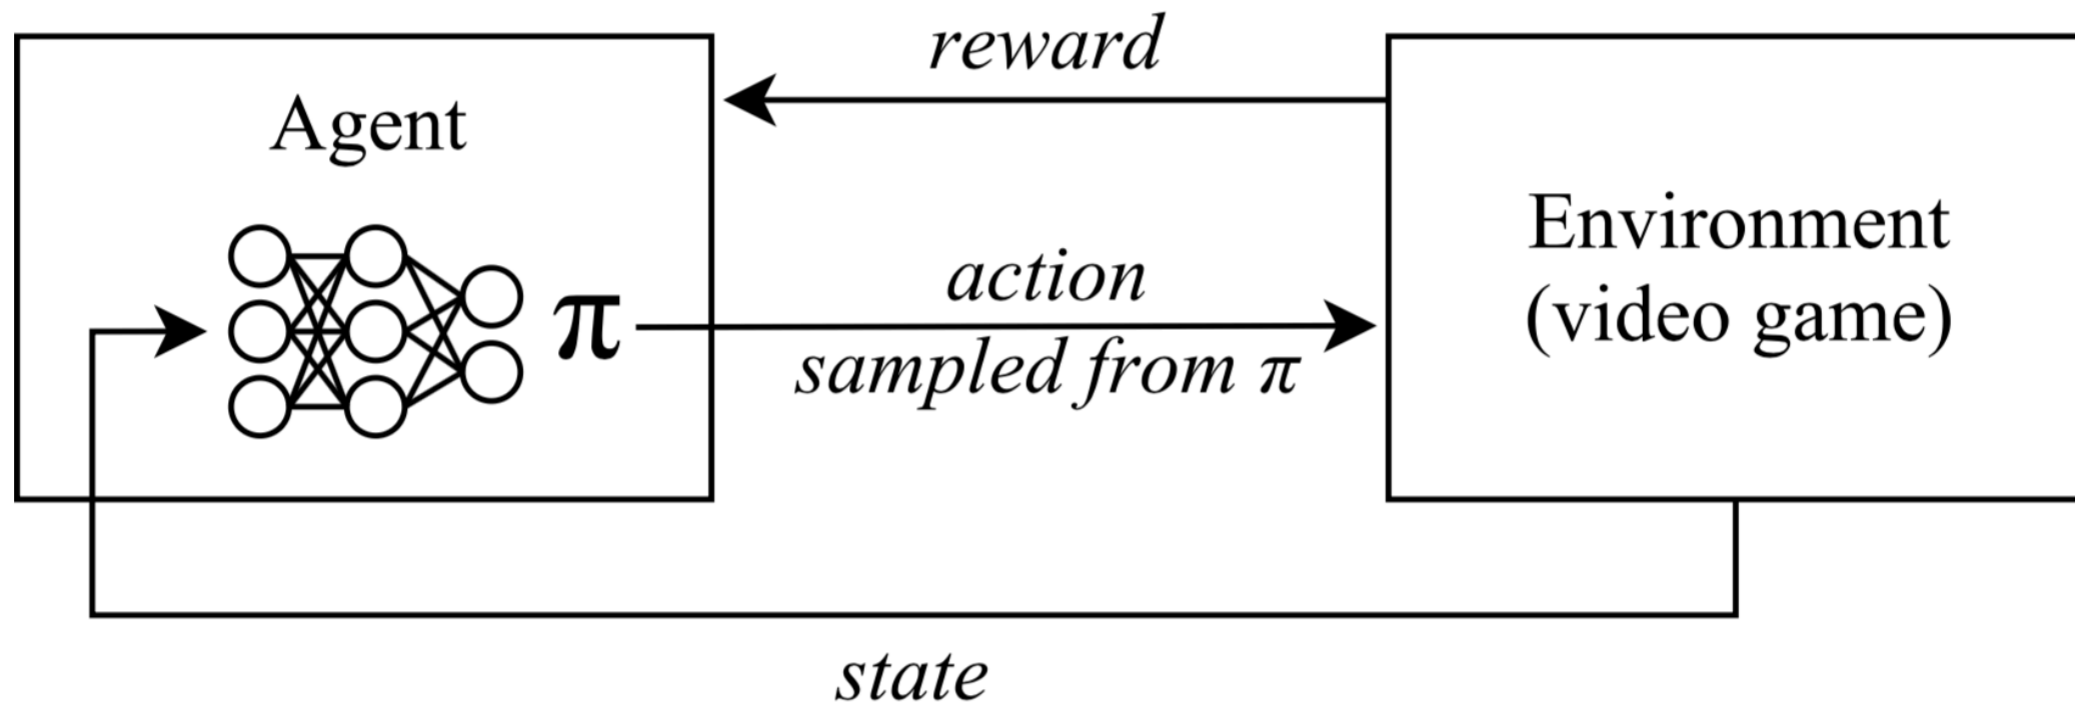 reward
Agent
π
action
sampled from π
Environment
(video game)
state